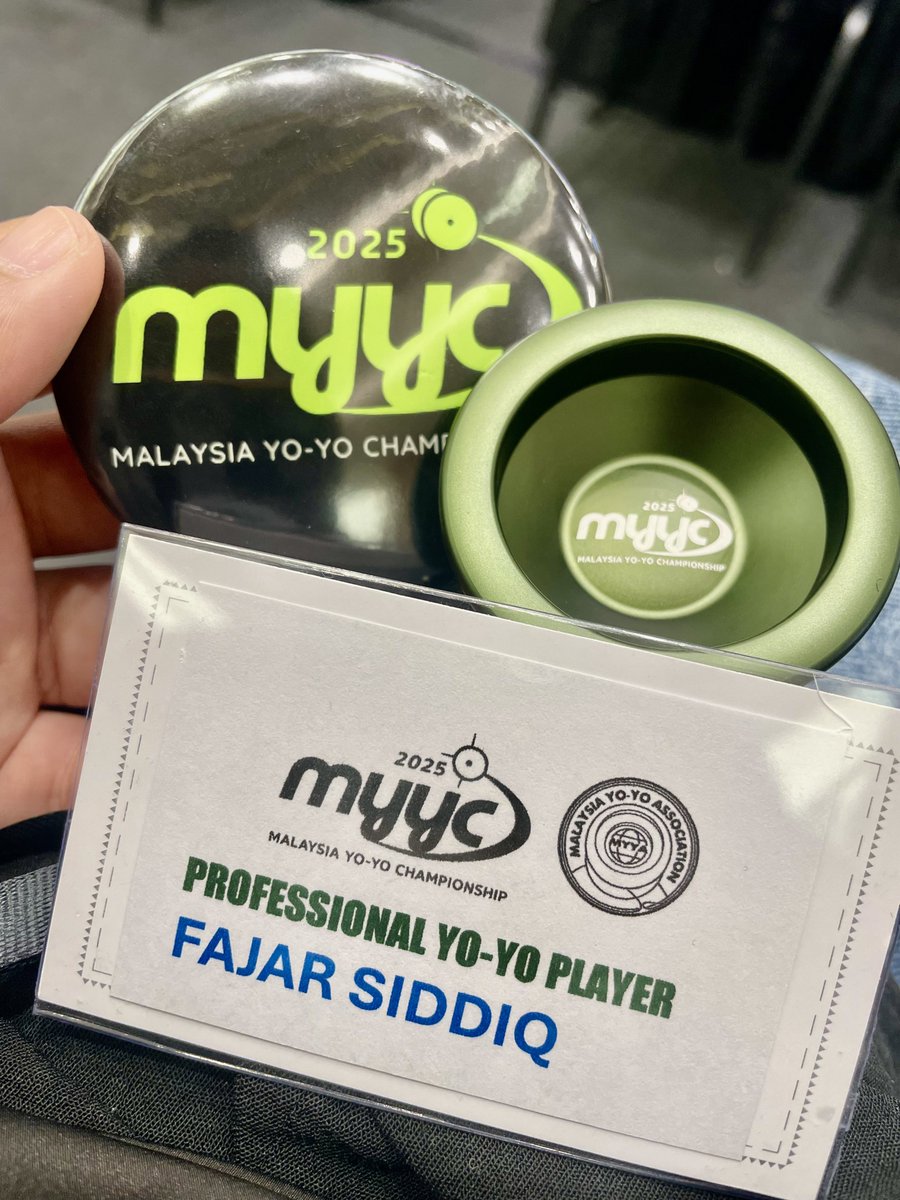 2025
myyc
MALAYSIA YO-YO CHAMP
2025
myyc
MALAYSIA YO-YO CHAMPIONSHIP
2025
myyc
MALAYSIA YO-YO CHAMPIONSHIP
MALAYSIA YO-YO ASSOCIATION
MYYA
PROFESSIONAL YO-YO PLAYER
FAJAR SIDDIQ